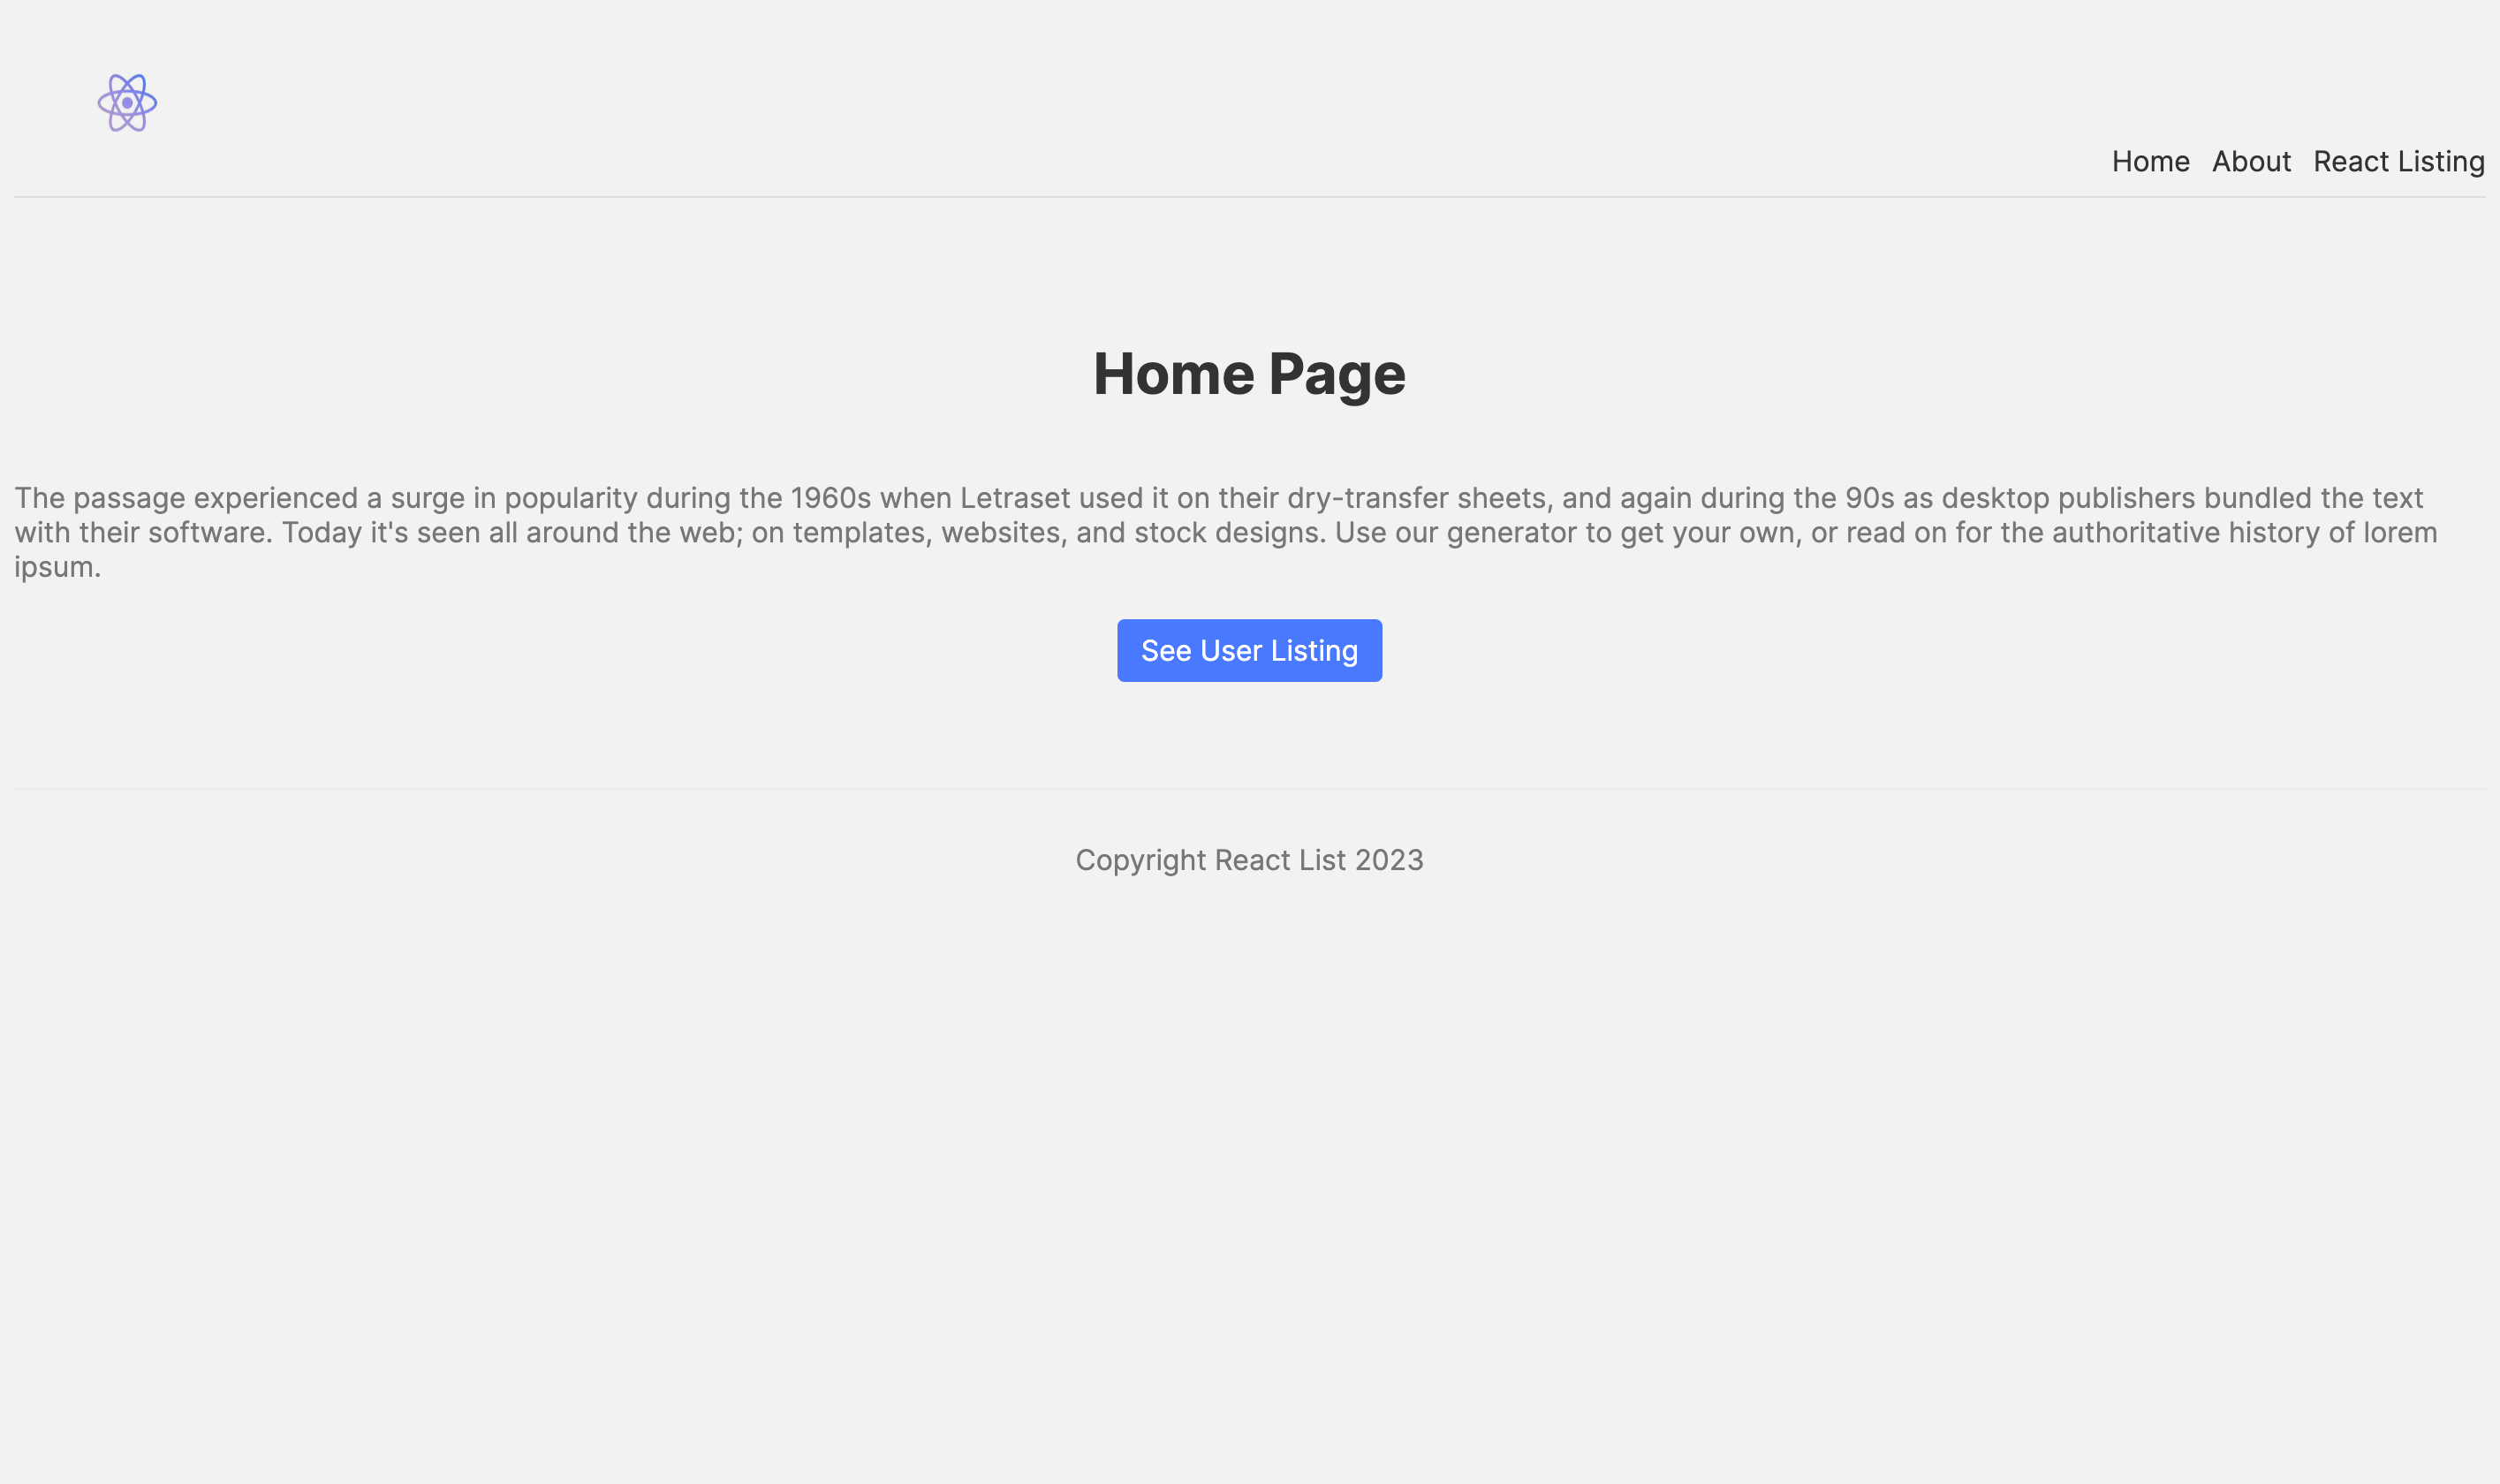 Home About React Listing
Home Page
The passage experienced a surge in popularity during the 1960s when Letraset used it on their dry-transfer sheets, and again during the 90s as desktop publishers bundled the text
with their software. Today it's seen all around the web; on templates, websites, and stock designs. Use our generator to get your own, or read on for the authoritative history of lorem
ipsum.
See User Listing
Copyright React List 2023